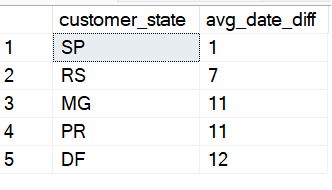 customer_state avg_date_diff
1 SP 1
2 RS 7
3 MG 11
4 PR 11
5 DF 12